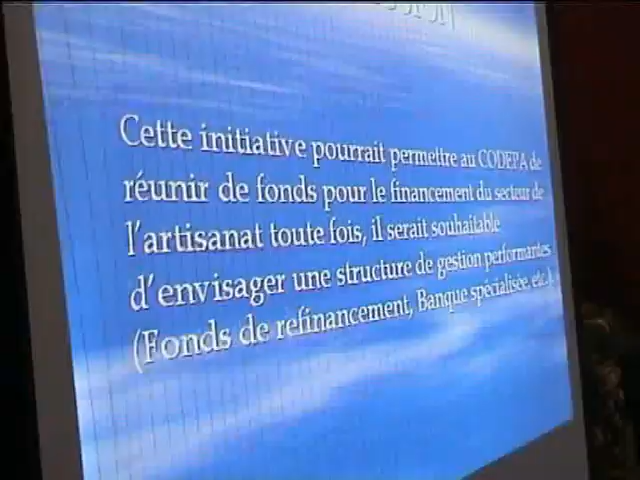 Cette initiative pourrait permettre au CODEPA de
réunir de fonds pour le financement du secteur de
l'artisanat toute fois, il serait souhaitable
d'envisager une structure de gestion performantes
(Fonds de refinancement, Banque spécialisée, etc.)